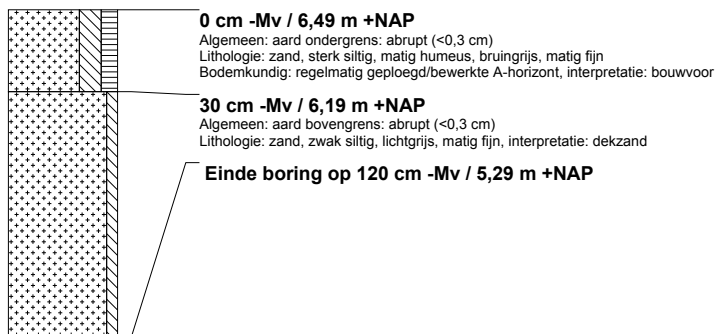 0 cm -Mv / 6,49 m +NAP
Algemeen: aard ondergrens: abrupt (<0,3 cm)
Lithologie: zand, sterk siltig, matig humeus, bruingrijs, matig fijn
Bodemkundig: regelmatig geploegd/bewerkte A-horizont, interpretatie: bouwvoor
30 cm -Mv / 6,19 m +NAP
Algemeen: aard bovengrens: abrupt (<0,3 cm)
Lithologie: zand, zwak siltig, lichtgrijs, matig fijn, interpretatie: dekzand
Einde boring op 120 cm -Mv / 5,29 m +NAP